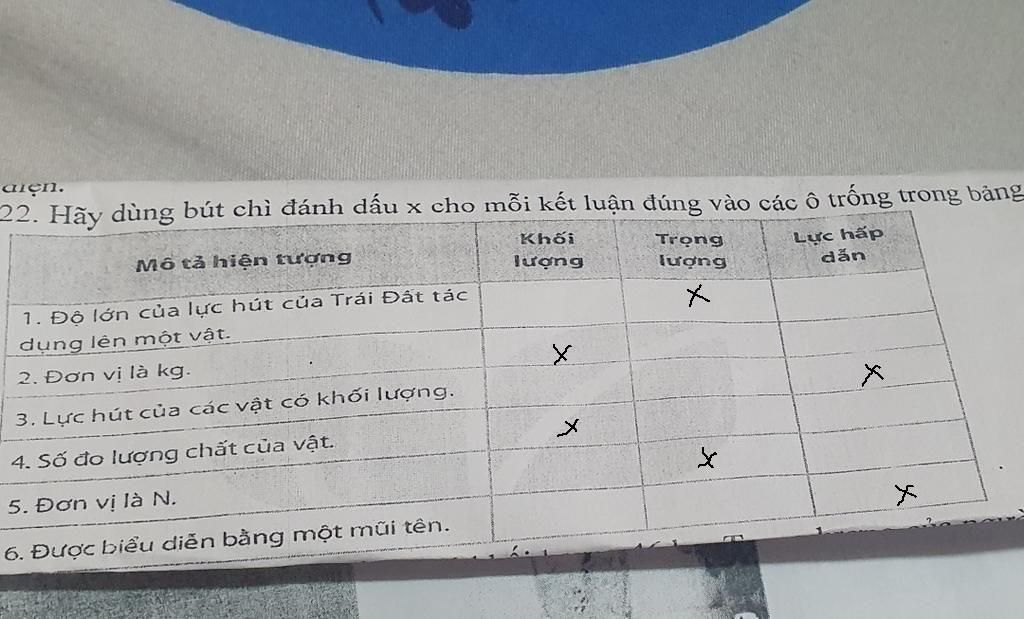 điện.
22. Hãy dùng bút chì đánh dấu x cho mỗi kết luận đúng vào các ô trống trong bảng
Mô tả hiện tượng
Khối lượng
Trọng lượng
Lực hấp dẫn
1. Độ lớn của lực hút của Trái Đất tác
dụng lên một vật.
x
2. Đơn vị là kg.
x
3. Lực hút của các vật có khối lượng.
x
4. Số đo lượng chất của vật.
x
5. Đơn vị là N.
x
6. Được biểu diễn bằng một mũi tên.
x